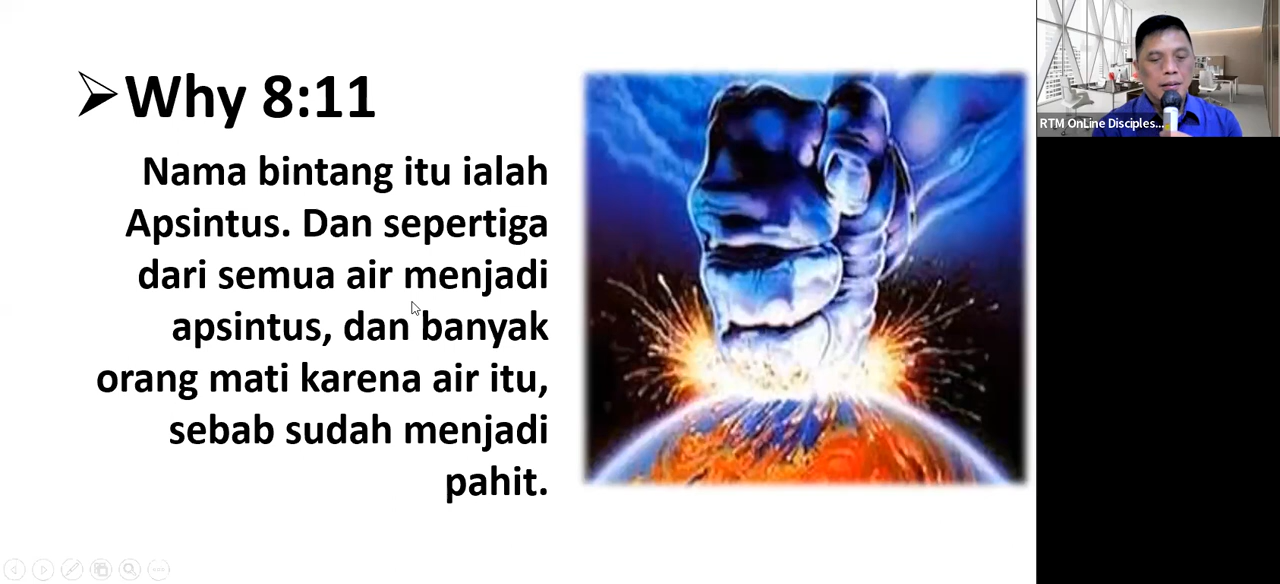 Why 8:11
Nama bintang itu ialah
Apsintus. Dan sepertiga
dari semua air menjadi
apsintus, dan banyak
orang mati karena air itu,
sebab sudah menjadi
pahit.
RTM OnLine Disciples...